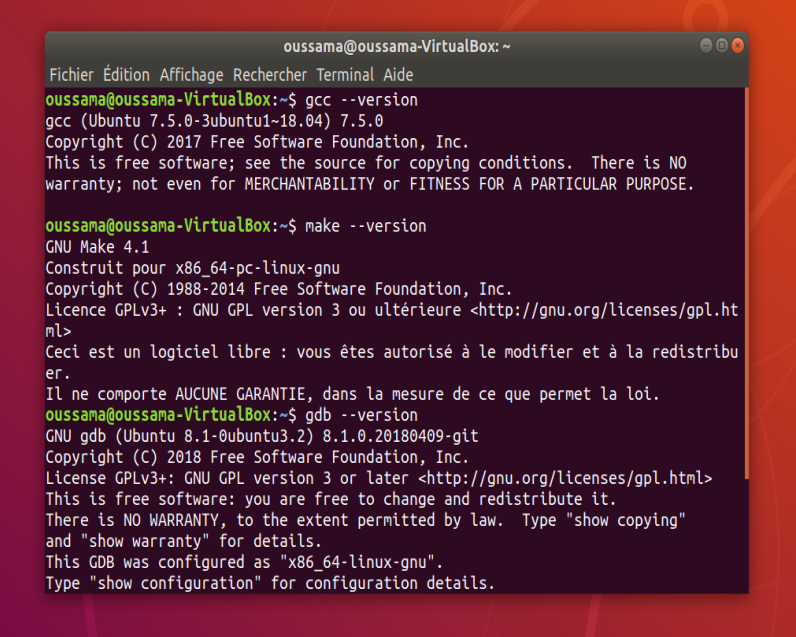 oussama@oussama-VirtualBox: ~
Fichier Édition Affichage Rechercher Terminal Aide
oussama@oussama-VirtualBox:~$ gcc --version
gcc (Ubuntu 7.5.0-3ubuntu1~18.04) 7.5.0
Copyright (C) 2017 Free Software Foundation, Inc.
This is free software; see the source for copying conditions.  There is NO
warranty; not even for MERCHANTABILITY or FITNESS FOR A PARTICULAR PURPOSE.
oussama@oussama-VirtualBox:~$ make --version
GNU Make 4.1
Construit pour x86_64-pc-linux-gnu
Copyright (C) 1988-2014 Free Software Foundation, Inc.
Licence GPLv3+ : GNU GPL version 3 ou ultérieure <http://gnu.org/licenses/gpl.ht
ml>
Ceci est un logiciel libre : vous êtes autorisé à le modifier et à la redistribu
er.
Il ne comporte AUCUNE GARANTIE, dans la mesure de ce que permet la loi.
oussama@oussama-VirtualBox:~$ gdb --version
GNU gdb (Ubuntu 8.1-0ubuntu3.2) 8.1.0.20180409-git
Copyright (C) 2018 Free Software Foundation, Inc.
License GPLv3+: GNU GPL version 3 or later <http://gnu.org/licenses/gpl.html>
This is free software: you are free to change and redistribute it.
There is NO WARRANTY, to the extent permitted by law.  Type "show copying"
and "show warranty" for details.
This GDB was configured as "x86_64-linux-gnu".
Type "show configuration" for configuration details.